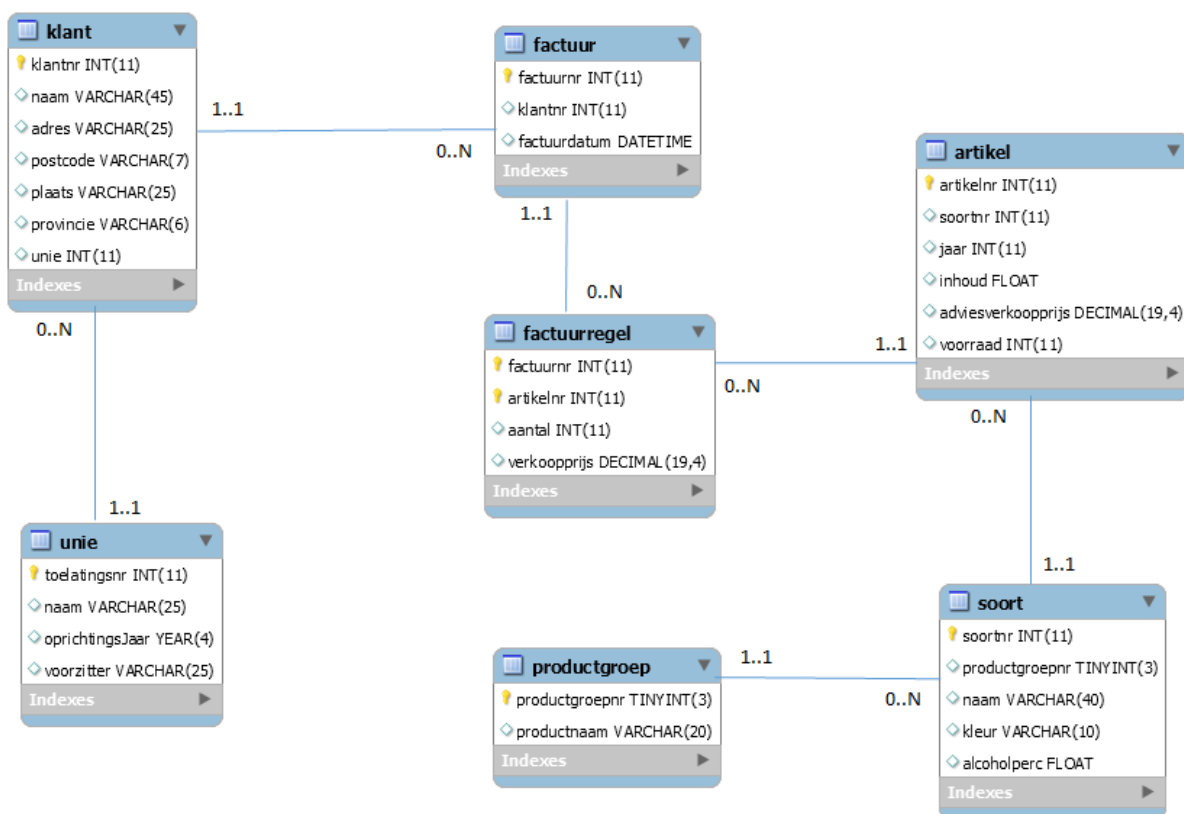 klant
klantnr INT(11)
naam VARCHAR(45)
adres VARCHAR(25)
postcode VARCHAR(7)
plaats VARCHAR(25)
provincie VARCHAR(6)
unie INT(11)
Indexes
1..1
0..N
factuur
factuurnr INT(11)
klantnr INT(11)
factuurdatum DATETIME
Indexes
1..1
0..N
factuurregel
factuurnr INT(11)
artikelnr INT(11)
aantal INT(11)
verkoopprijs DECIMAL(19,4)
Indexes
0..N
1..1
artikel
artikelnr INT(11)
soortnr INT(11)
jaar INT(11)
inhoud FLOAT
adviesverkoopprijs DECIMAL(19,4)
voorraad INT(11)
Indexes
0..N
1..1
0..N
1..1
unie
toelatingsnr INT(11)
naam VARCHAR(25)
oprichtingsJaar YEAR(4)
voorzitter VARCHAR(25)
Indexes
productgroep
productgroepnr TINYINT(3)
productnaam VARCHAR(20)
Indexes
1..1
0..N
soort
soortnr INT(11)
productgroepnr TINYINT(3)
naam VARCHAR(40)
kleur VARCHAR(10)
alcoholperc FLOAT
Indexes